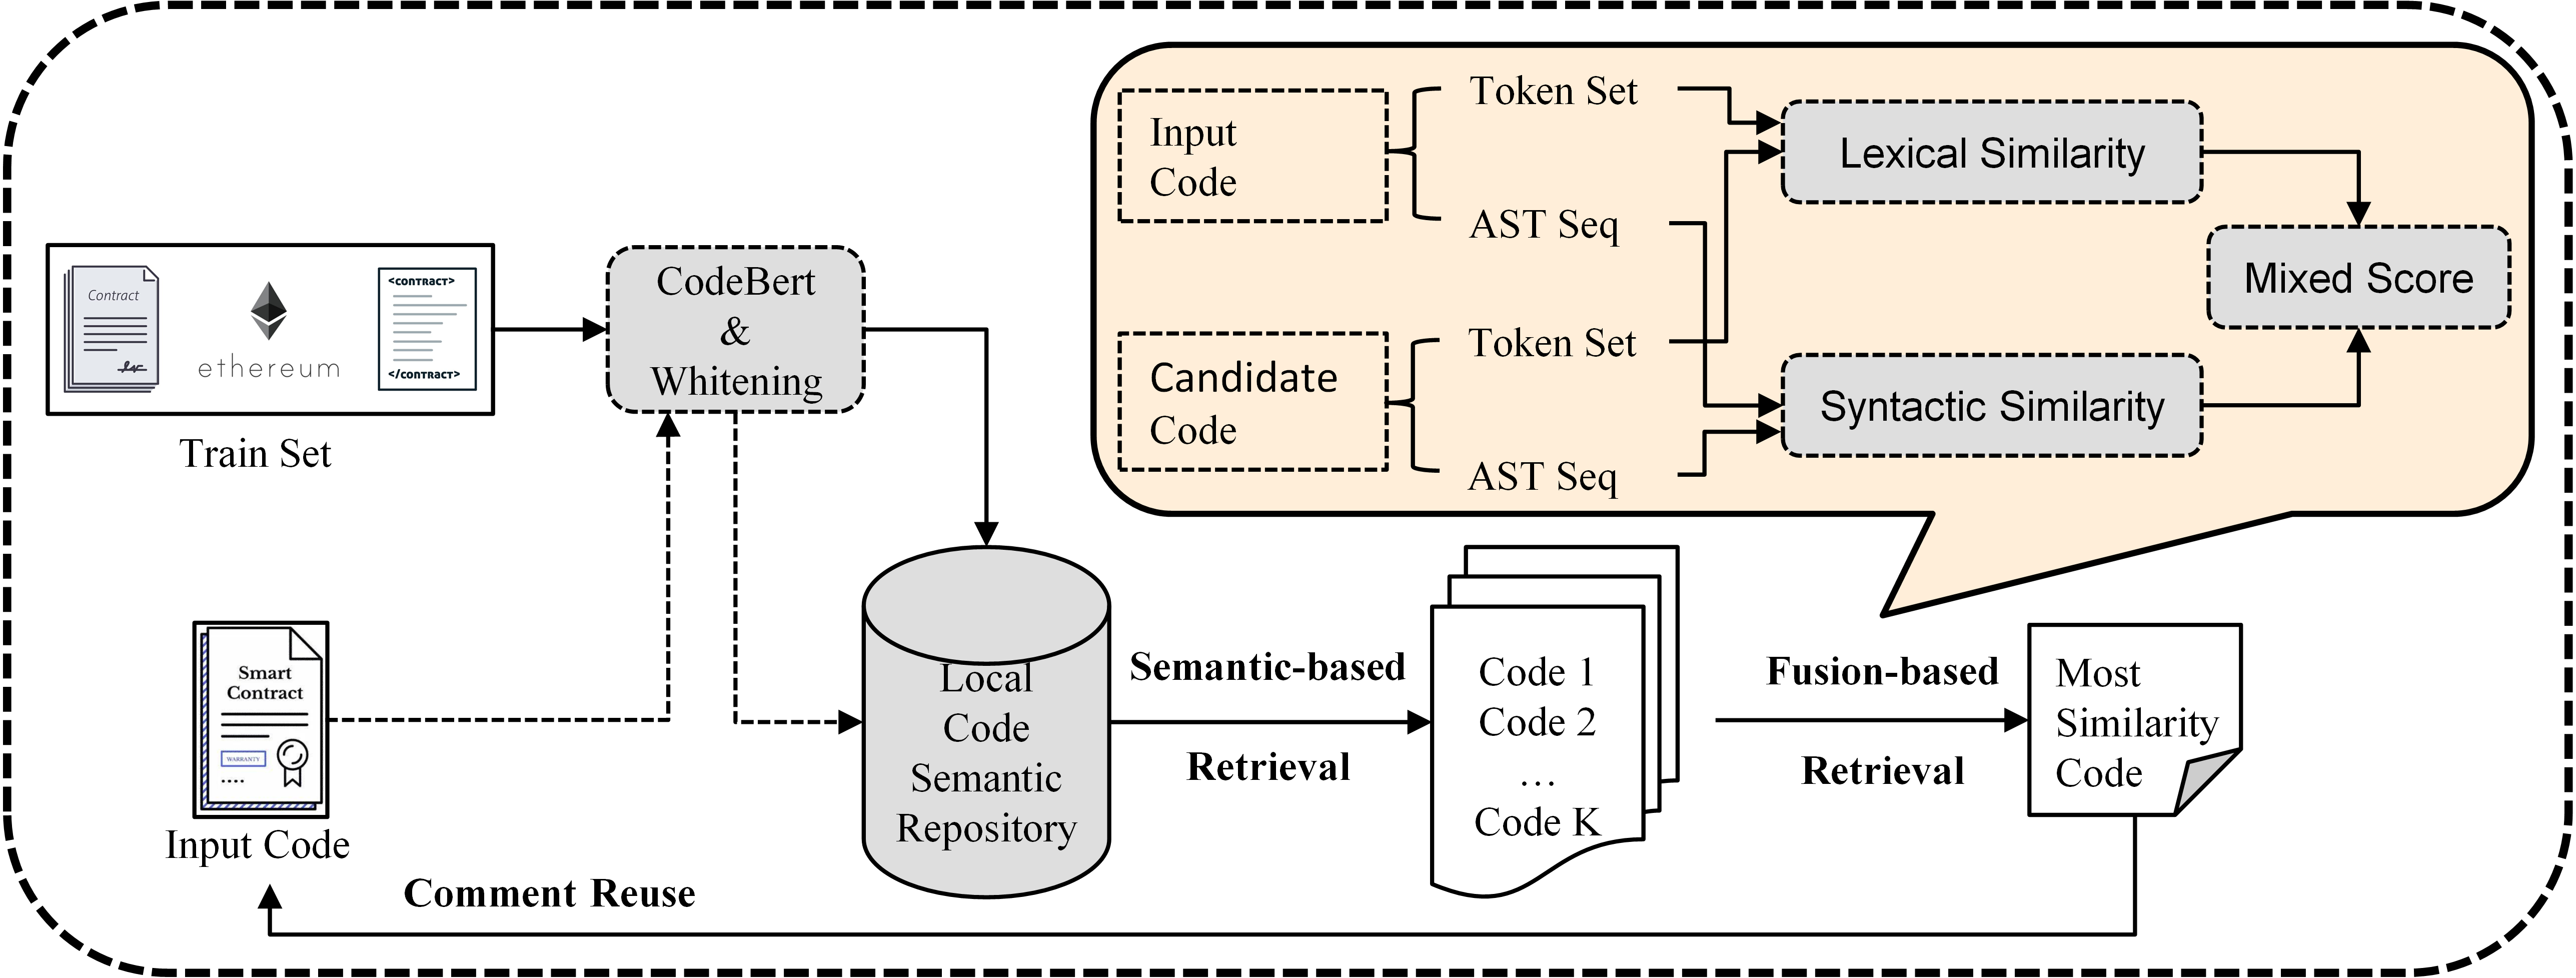 Input
Code
Token Set
AST Seq
Candidate
Code
Token Set
AST Seq
Lexical Similarity
Syntactic Similarity
Mixed Score
Contract
ethereum
<contract>
</contract>
Train Set
CodeBert
&
Whitening
Smart
Contract
WARRANTY
Input Code
Local
Code
Semantic
Repository
Semantic-based
Retrieval
Code 1
Code 2
...
Code K
Fusion-based
Retrieval
Most
Similarity
Code
Comment Reuse